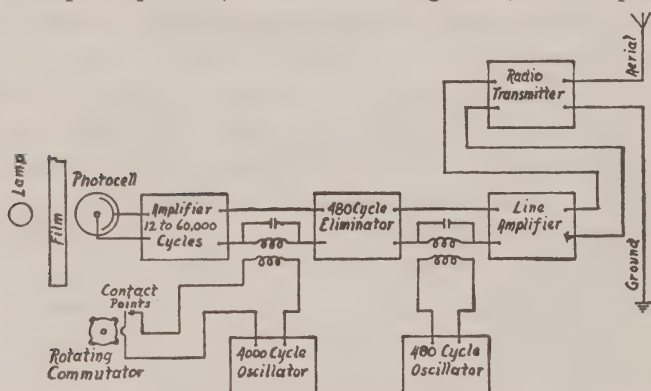 Radio
Transmitter
Aerial
Lamp
Film
Photocell
Amplifier
12 to 60,000
Cycles
480 Cycle
Eliminator
Line
Amplifier
Ground
Contact
Points
Rotating
Commutator
4000 Cycle
Oscillator
480 Cycle
Oscillator